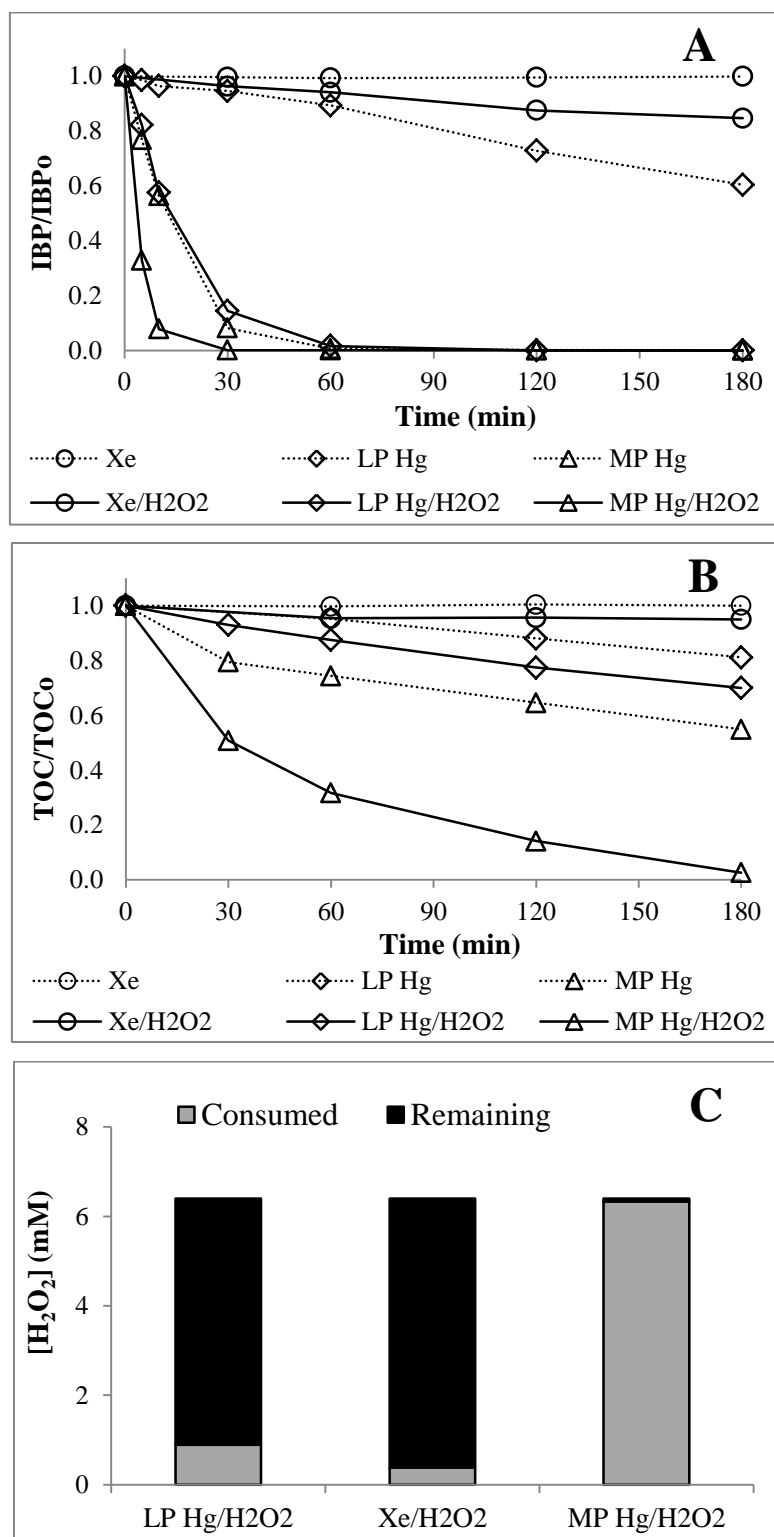 A
IBP/IBPo
1.0
0.8
0.6
0.4
0.2
0.0
0 30 60 90 120 150 180
Time (min)
Xe LP Hg MP Hg
Xe/H2O2 LP Hg/H2O2 MP Hg/H2O2
B
TOC/TOCo
1.0
0.8
0.6
0.4
0.2
0.0
0 30 60 90 120 150 180
Time (min)
Xe LP Hg MP Hg
Xe/H2O2 LP Hg/H2O2 MP Hg/H2O2
C
Consumed Remaining
[H₂O₂] (mM)
8
6
4
2
0
LP Hg/H2O2 Xe/H2O2 MP Hg/H2O2